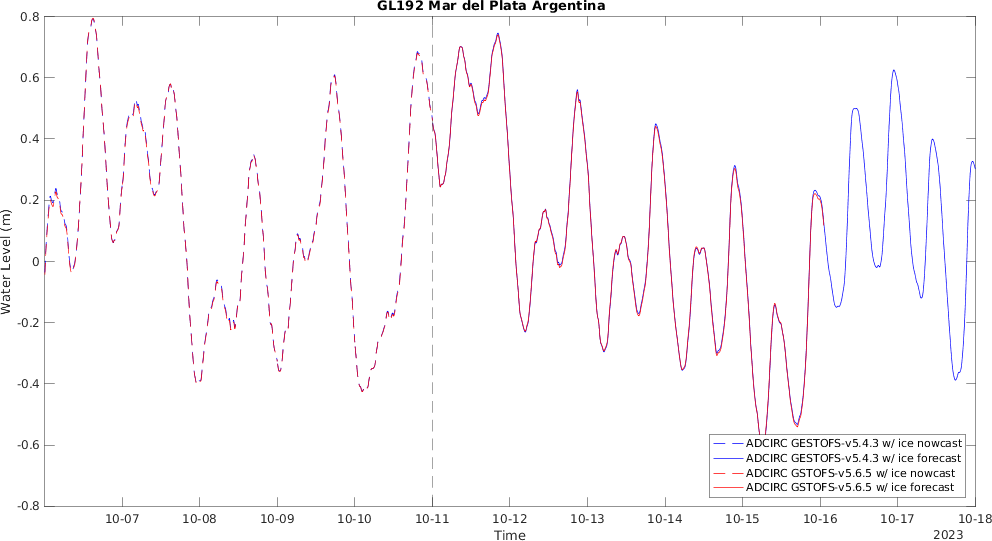 GL192 Mar del Plata Argentina
0.8
0.6
0.4
0.2
0
-0.2
-0.4
-0.6
-0.8
Water Level (m)
ADCIRC GESTOFS-v5.4.3 w/ ice nowcast
ADCIRC GESTOFS-v5.4.3 w/ ice forecast
ADCIRC GSTOFS-v5.6.5 w/ ice nowcast
ADCIRC GSTOFS-v5.6.5 w/ ice forecast
10-07 10-08 10-09 10-10 10-11 10-12 10-13 10-14 10-15 10-16 10-17 10-18
Time 2023